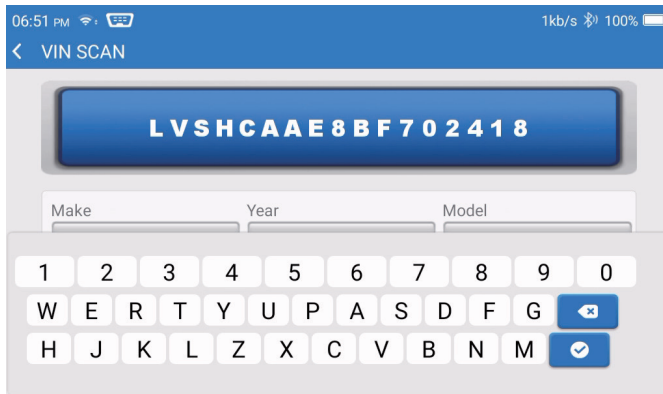 06:51 PM 1kb/s 100%
VIN SCAN
LVSHCAAE8BF702418
Make Year Model
1 2 3 4 5 6 7 8 9 0
W E R T Y U P A S D F G
H J K L Z X C V B N M